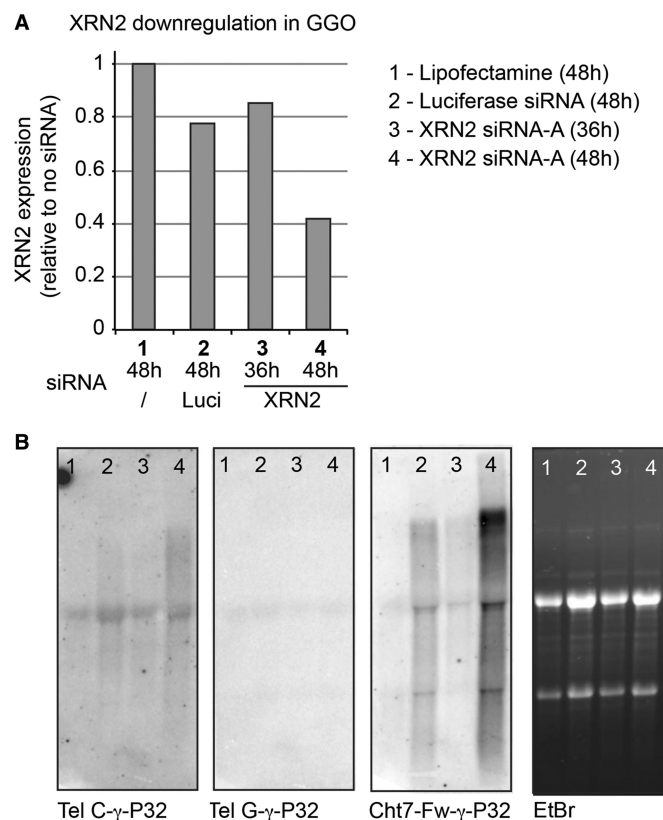 A XRN2 downregulation in GGO
XRN2 expression
(relative to no siRNA)
1
0.8
0.6
0.4
0.2
0
1 2 3 4
48h 48h 36h 48h
siRNA
/ Luci XRN2
1 - Lipofectamine (48h)
2 - Luciferase siRNA (48h)
3 - XRN2 siRNA-A (36h)
4 - XRN2 siRNA-A (48h)
B
1 2 3 4
1 2 3 4
1 2 3 4
1 2 3 4
Tel C-γ-P32
Tel G-γ-P32
Cht7-Fw-γ-P32
EtBr